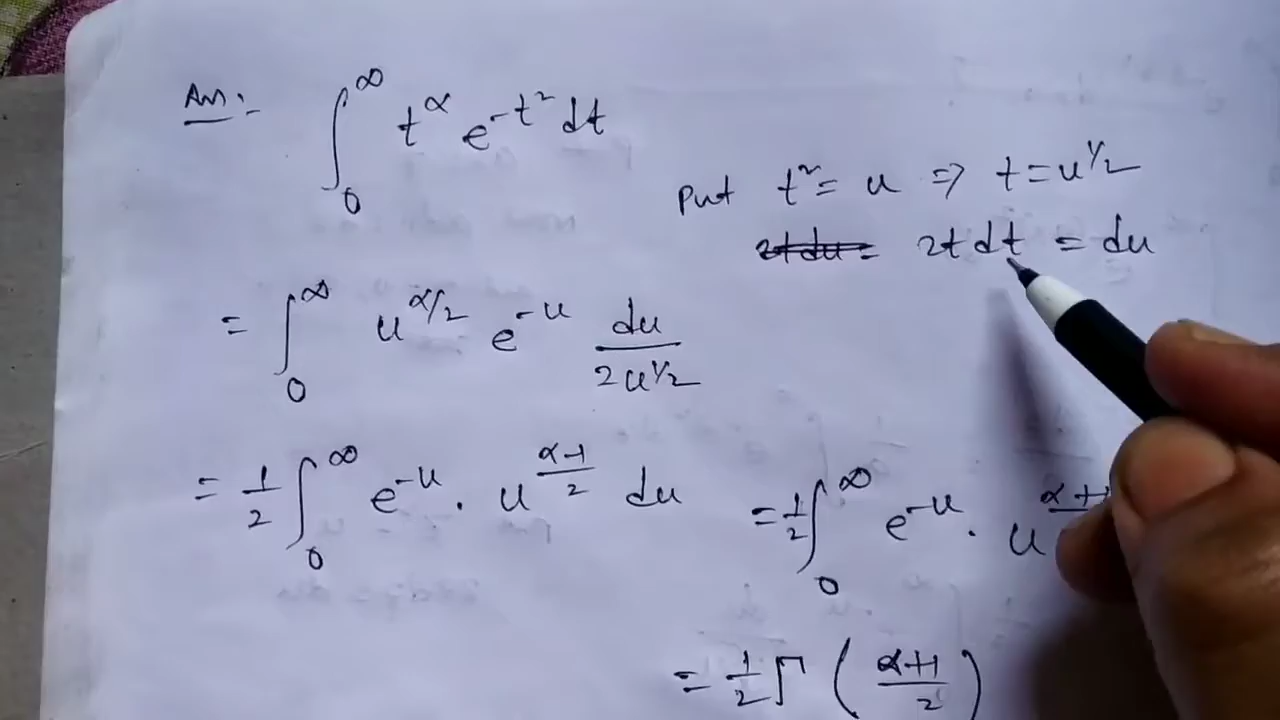 Ans:- ∫₀^∞ t^α e^{-t²} dt
Put t² = u ⇒ t = u^{1/2}
2t dt = du
= ∫₀^∞ u^{α/2} e^{-u} du/(2u^{1/2})
= 1/2 ∫₀^∞ e^{-u} . u^{(α-1)/2} du
= 1/2 ∫₀^∞ e^{-u} . u
= 1/2 Γ((α+1)/2)